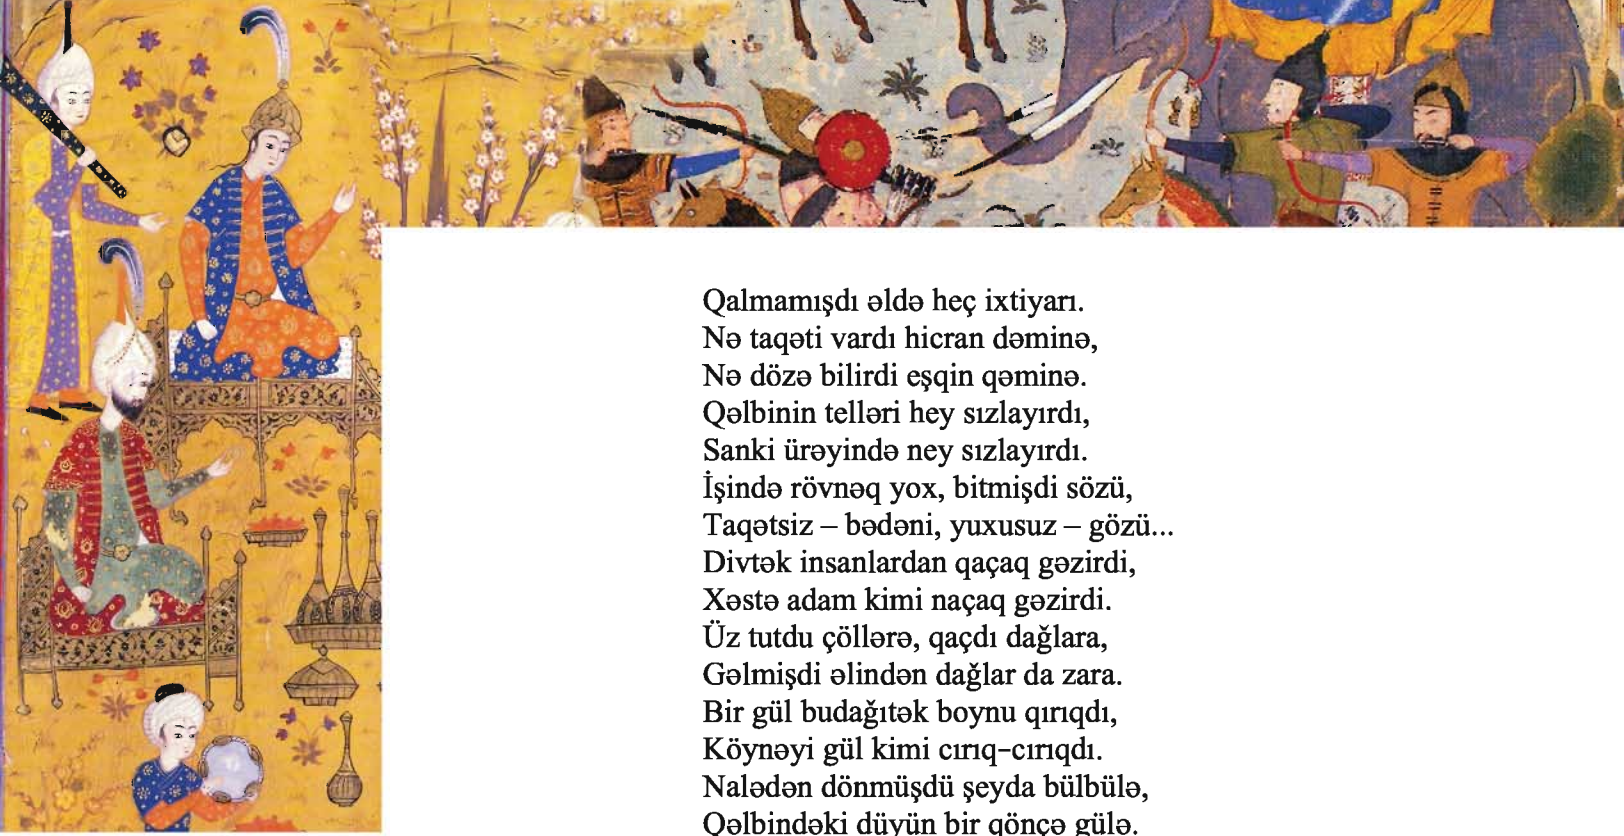 Qalmamışdı əldə heç ixtiyarı.
Nə taqəti vardı hicran dəminə,
Nə dözə bilirdi eşqin qəminə.
Qəlbinin telləri hey sızlayırdı,
Sanki ürəyində ney sızlayırdı.
İşində rövnəq yox, bitmişdi sözü,
Taqətsiz – bədəni, yuxusuz – gözü...
Divtək insanlardan qaçaq gəzirdi,
Xəstə adam kimi naçaq gəzirdi.
Üz tutdu çöllərə, qaçdı dağlara,
Gəlmişdi əlindən dağlar da zara.
Bir gül budağıtək boynu qırıqdı,
Köynəyi gül kimi cırıq-cırıqdı.
Nalədən dönmüşdü şeyda bülbülə,
Qəlbindəki düyün bir qönçə gülə.